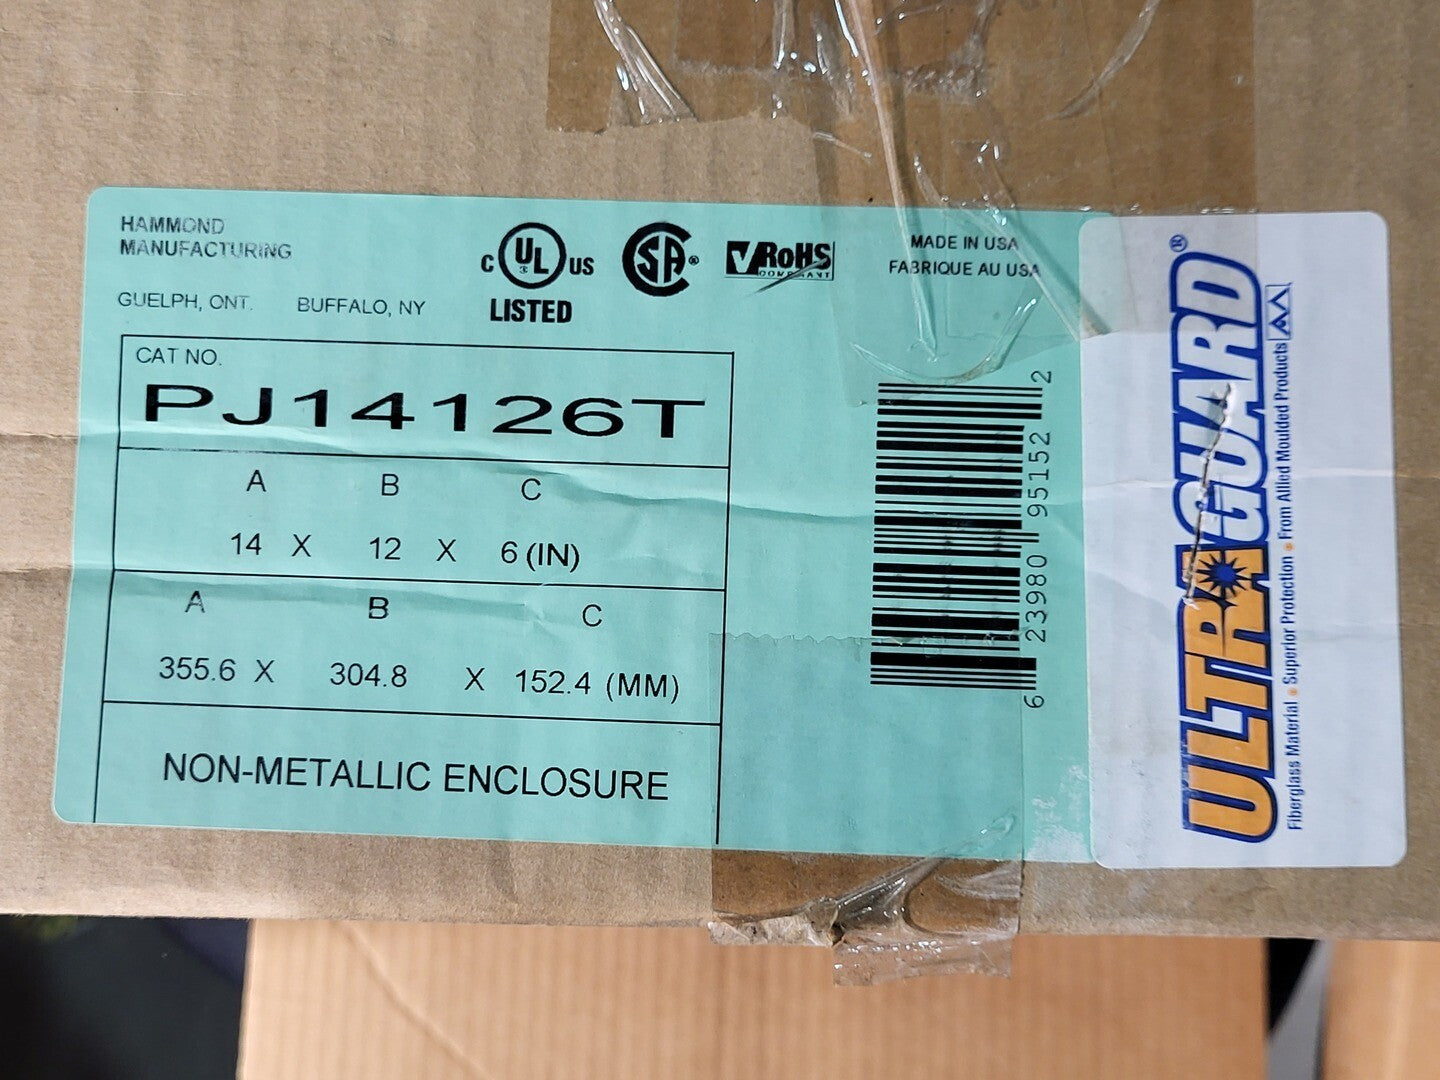 HAMMOND
MANUFACTURING
GUELPH, ONT. BUFFALO, NY
C UL US
LISTED
SA ®
RoHS
COMPLIANT
MADE IN USA
FABRIQUE AU USA
CAT NO.
PJ14126T
A B C
14 X 12 X 6 (IN)
A B C
355.6 X 304.8 X 152.4 (MM)
NON-METALLIC ENCLOSURE
6 23980 95152 2
ULTRAGUARD®
Fiberglass Material • Superior Protection • From Allied Moulded Products